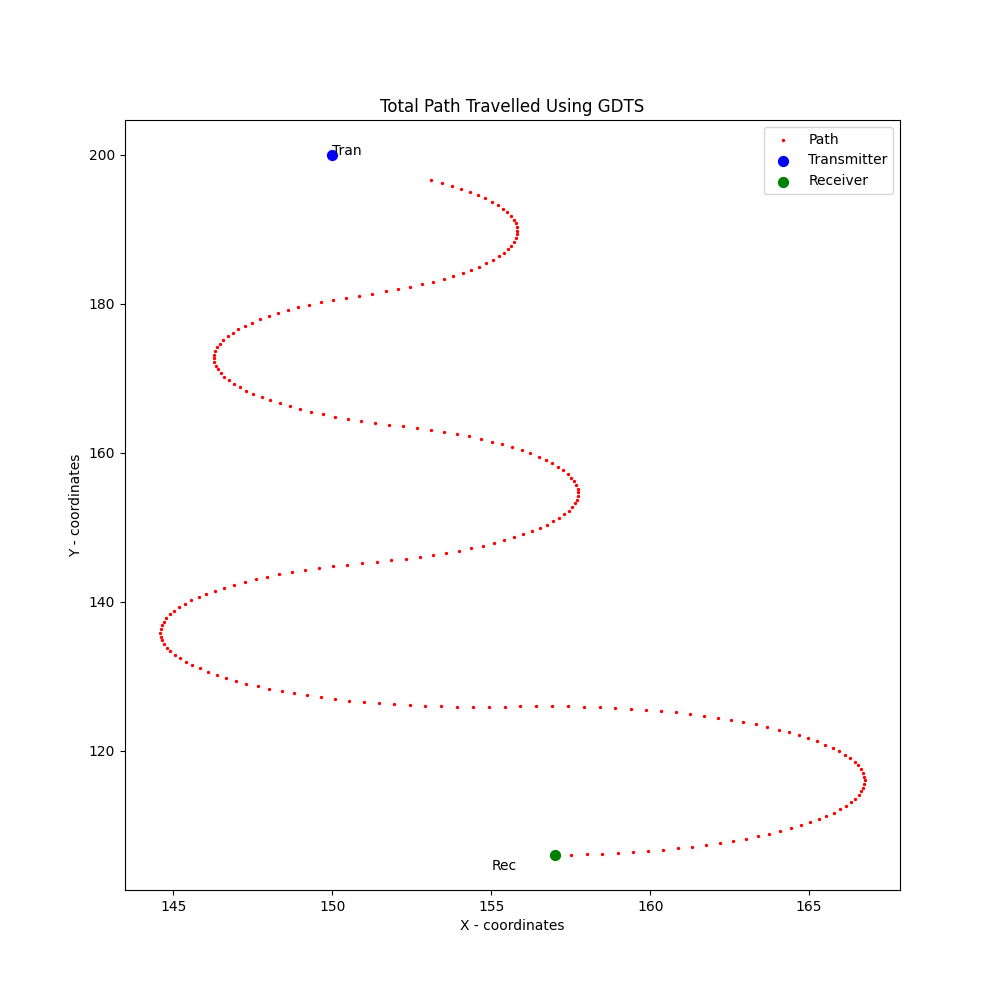 Total Path Travelled Using GDTS
Path
Transmitter
Receiver
Tran
Rec
200
180
160
140
120
Y - coordinates
145
150
155
160
165
X - coordinates